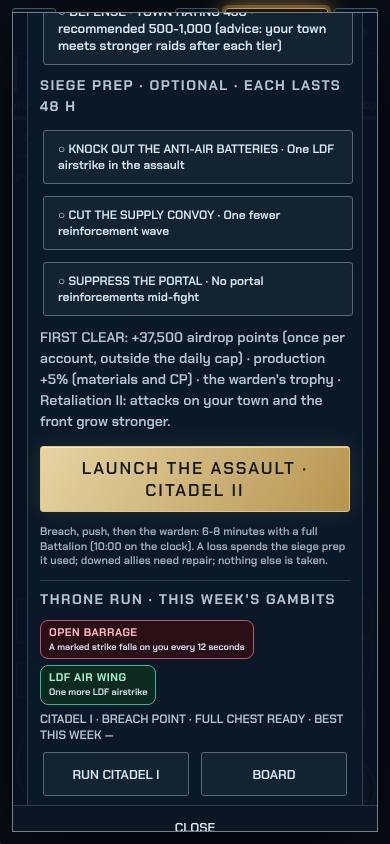 ○ DEFENSE · TOWN RATING 430 ·
recommended 500-1,000 (advice: your town
meets stronger raids after each tier)
SIEGE PREP · OPTIONAL · EACH LASTS
48 H
○ KNOCK OUT THE ANTI-AIR BATTERIES · One LDF
airstrike in the assault
○ CUT THE SUPPLY CONVOY · One fewer
reinforcement wave
○ SUPPRESS THE PORTAL · No portal
reinforcements mid-fight
FIRST CLEAR: +37,500 airdrop points (once per
account, outside the daily cap) · production
+5% (materials and CP) · the warden's trophy ·
Retaliation II: attacks on your town and the
front grow stronger.
LAUNCH THE ASSAULT ·
CITADEL II
Breach, push, then the warden: 6-8 minutes with a full
Battalion (10:00 on the clock). A loss spends the siege prep
it used; downed allies need repair; nothing else is taken.
THRONE RUN · THIS WEEK'S GAMBITS
OPEN BARRAGE
A marked strike falls on you every 12 seconds
LDF AIR WING
One more LDF airstrike
CITADEL I · BREACH POINT · FULL CHEST READY · BEST
THIS WEEK —
RUN CITADEL I
BOARD
CLOSE